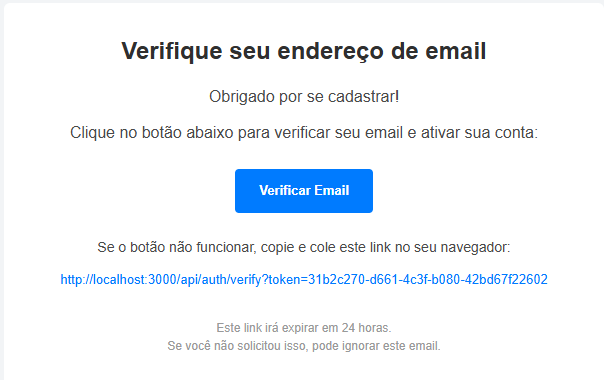 Verifique seu endereço de email
Obrigado por se cadastrar!
Clique no botão abaixo para verificar seu email e ativar sua conta:
Verificar Email
Se o botão não funcionar, copie e cole este link no seu navegador:
http://localhost:3000/api/auth/verify?token=31b2c270-d661-4c3f-b080-42bd67f22602
Este link irá expirar em 24 horas.
Se você não solicitou isso, pode ignorar este email.